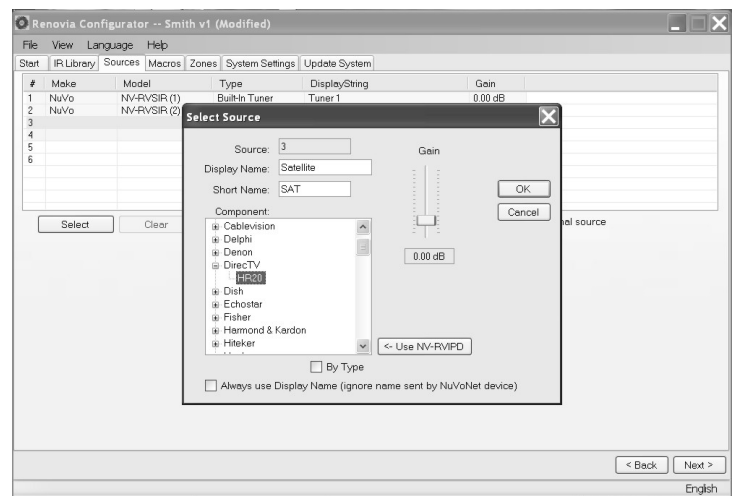 Renovia Configurator -- Smith v1 (Modified)
File View Language Help
Start IR Library Sources Macros Zones System Settings Update System
# Make Model Type DisplayString Gain
1 NuVo NV-RVSIR (1) Built-In Tuner Tuner 1 0.00 dB
2 NuVo NV-RVSIR (2)
3
4
5
6
Select Source
Source: 3
Gain
Display Name: Satellite
Short Name: SAT
OK
Cancel
Component:
Cablevision
Delphi
Denon
DirecTV
HR20
Dish
Echostar
Fisher
Harmond & Kardon
Hiteker
0.00 dB
<- Use NV-RVIPD
By Type
Always use Display Name (ignore name sent by NuVoNet device)
Select Clear
source
< Back Next >
English